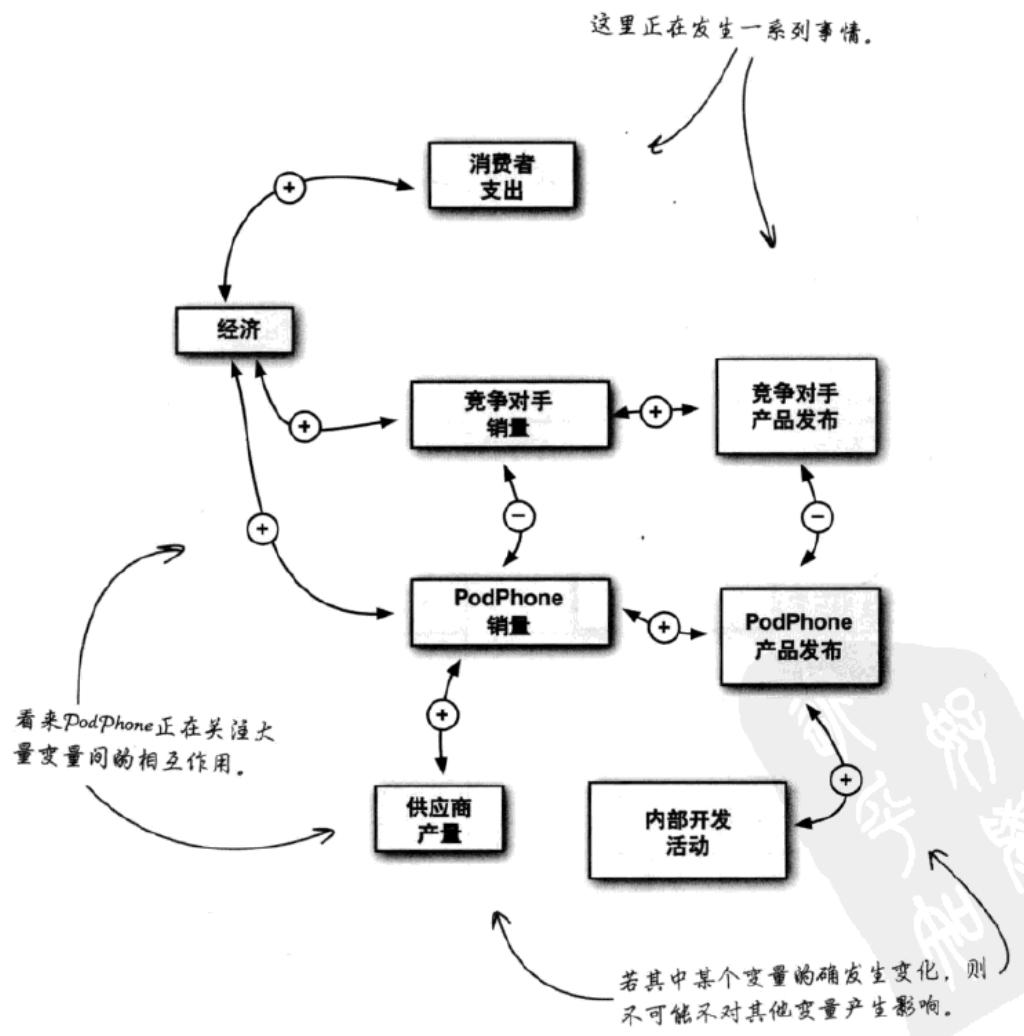 这里正在发生一系列事情。
消费者
支出
+
经济
竞争对手
销量
+
竞争对手
产品发布
+
−
−
+
PodPhone
销量
+
PodPhone
产品发布
看来PodPhone正在关注大
量变量间的相互作用。
+
+
供应商
产量
内部开发
活动
若其中某个变量的确发生变化，则
不可能不对其他变量产生影响。